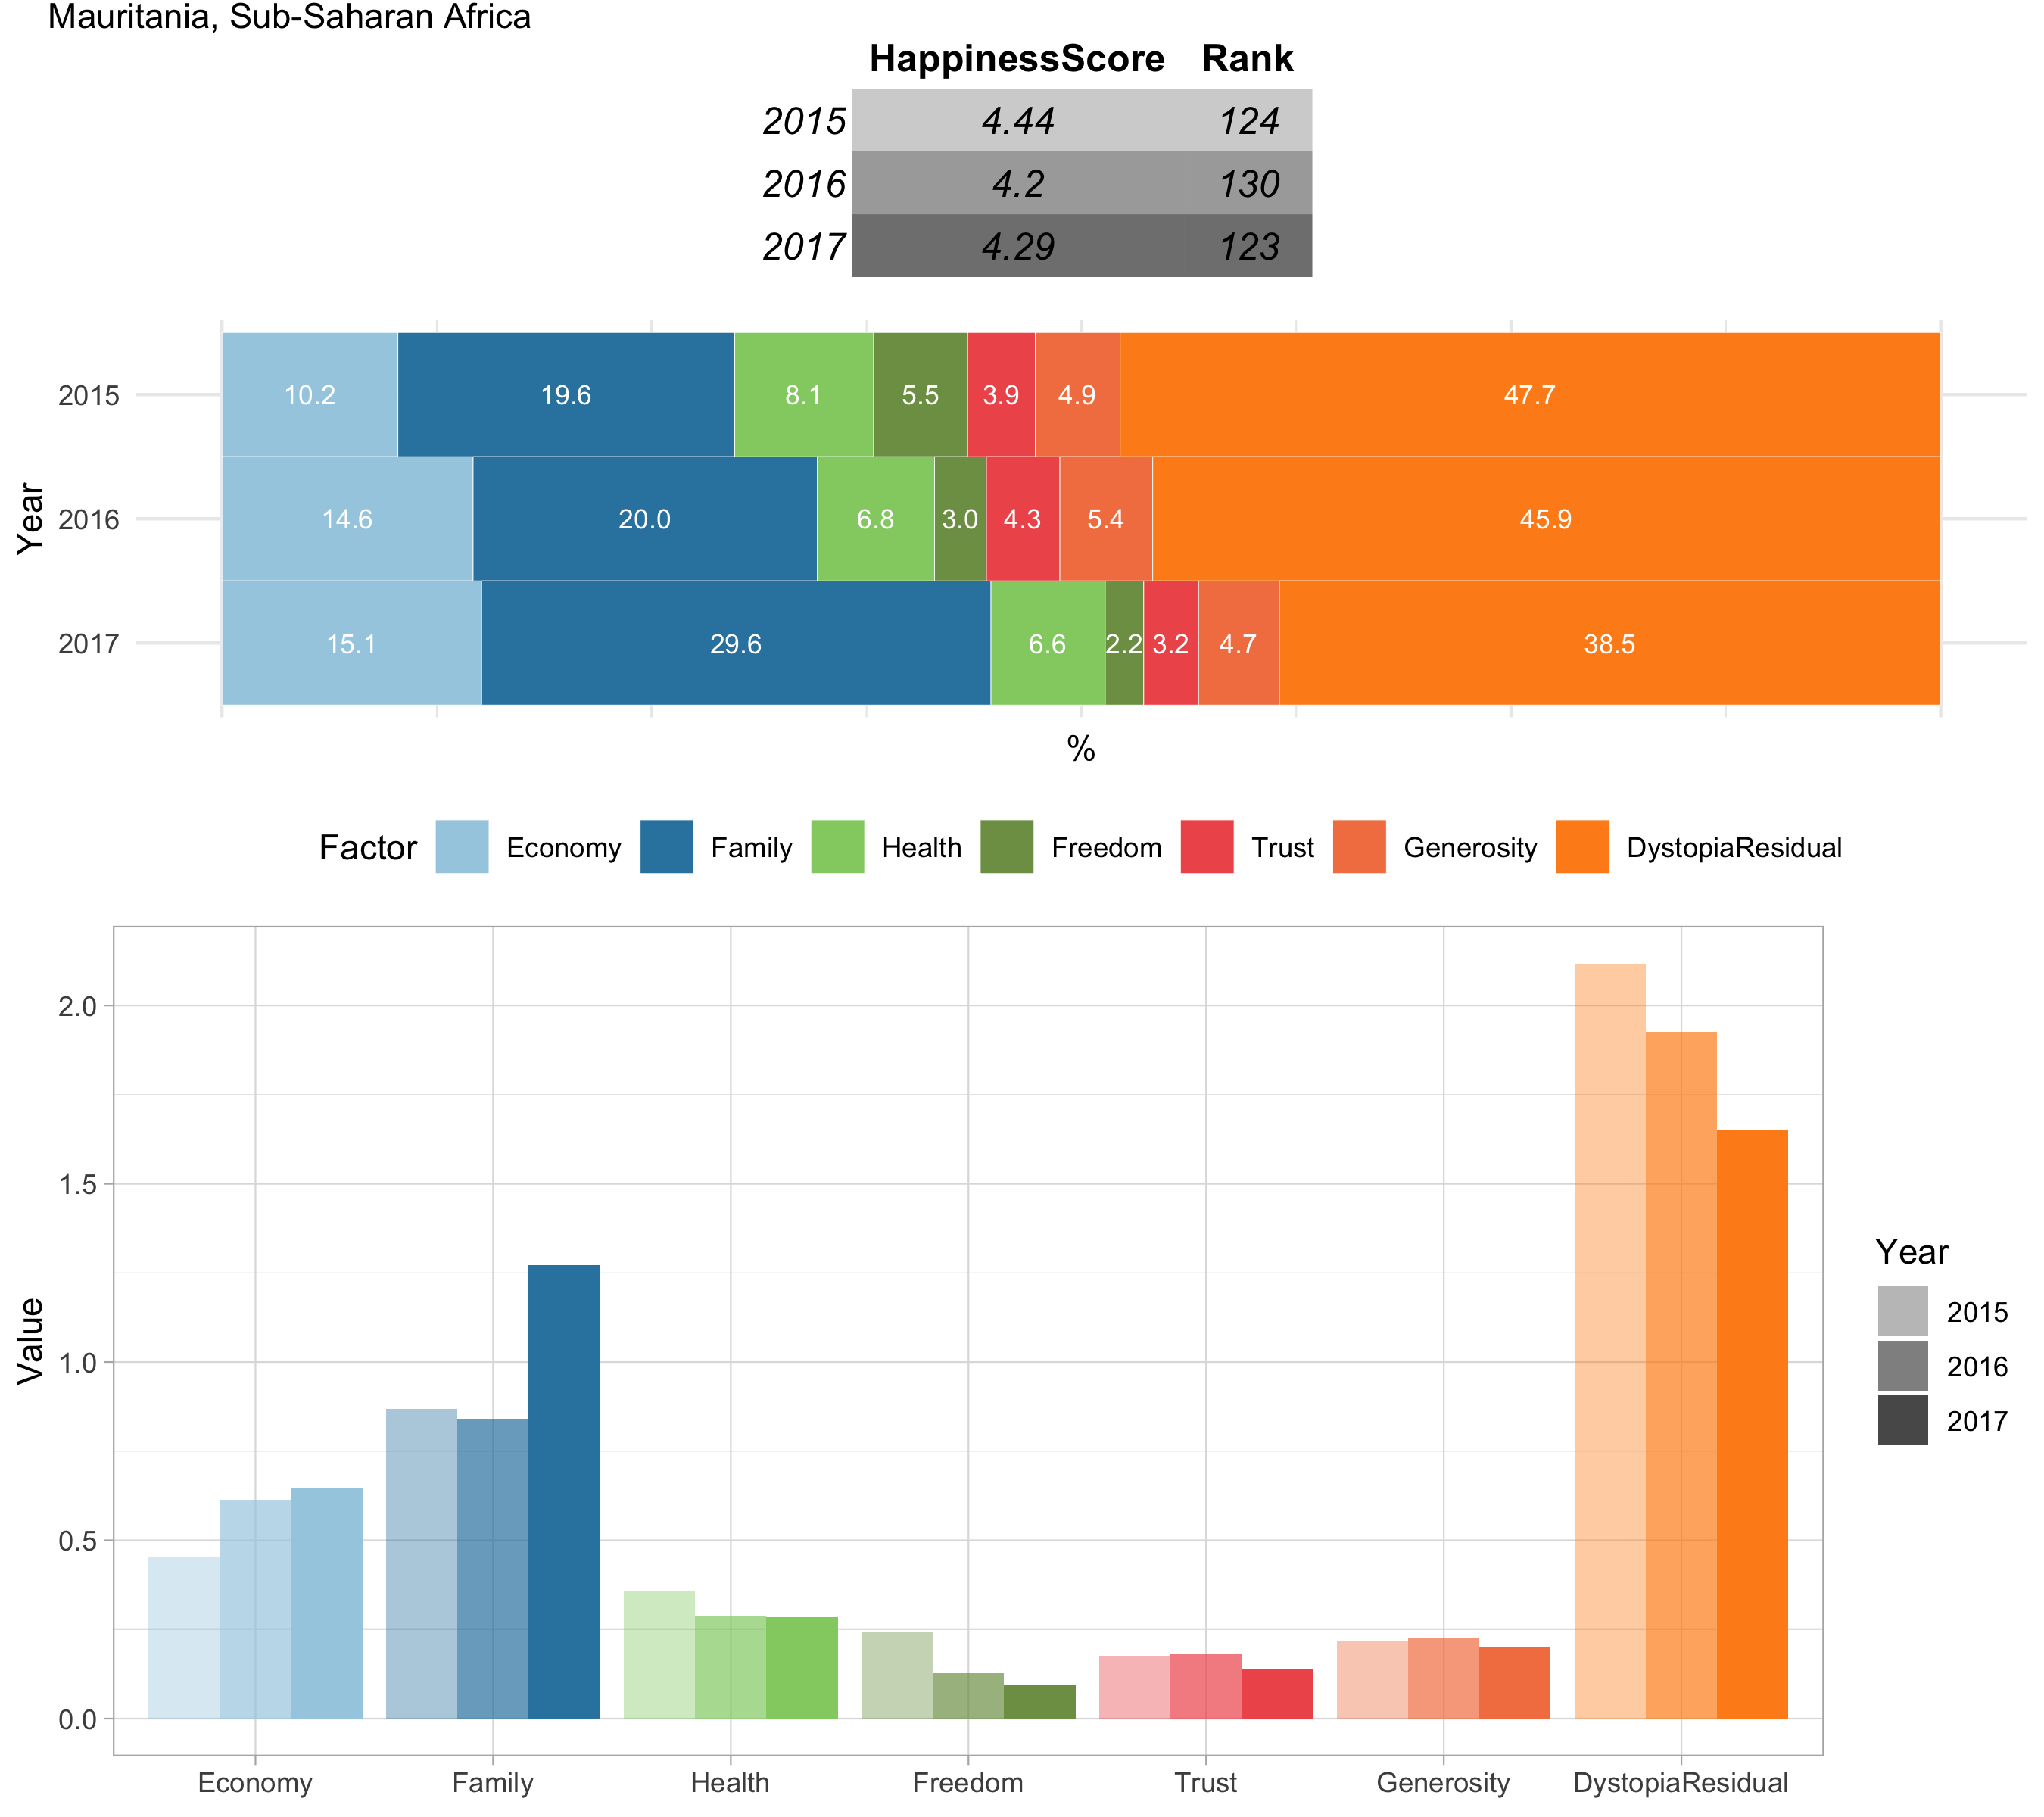 Mauritania, Sub-Saharan Africa
HappinessScore Rank
2015 4.44 124
2016 4.2 130
2017 4.29 123
Year
2015 10.2 19.6 8.1 5.5 3.9 4.9 47.7
2016 14.6 20.0 6.8 3.0 4.3 5.4 45.9
2017 15.1 29.6 6.6 2.2 3.2 4.7 38.5
%
Factor Economy Family Health Freedom Trust Generosity DystopiaResidual
Value
2.0
1.5
1.0
0.5
0.0
Economy Family Health Freedom Trust Generosity DystopiaResidual
Year
2015
2016
2017